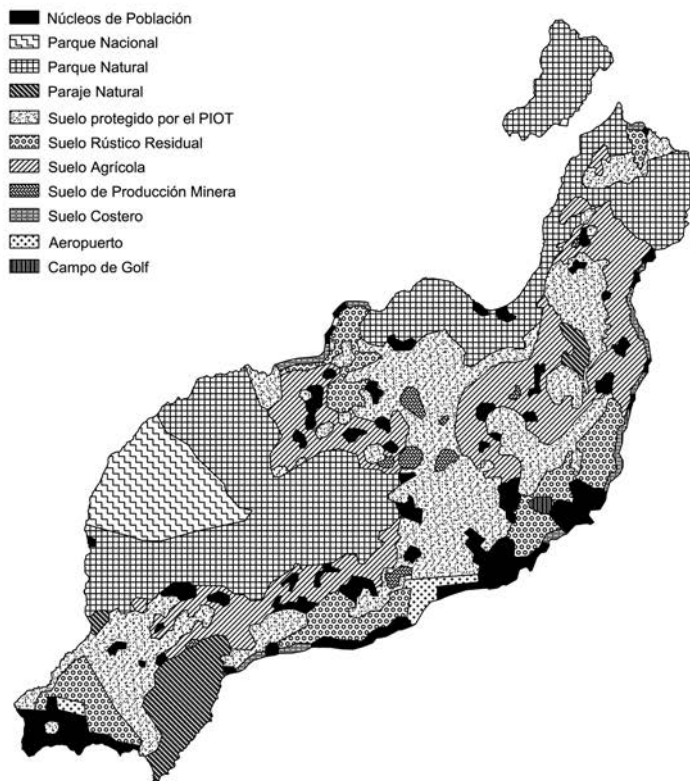 Núcleos de Población
Parque Nacional
Parque Natural
Paraje Natural
Suelo protegido por el PIOT
Suelo Rústico Residual
Suelo Agrícola
Suelo de Producción Minera
Suelo Costero
Aeropuerto
Campo de Golf